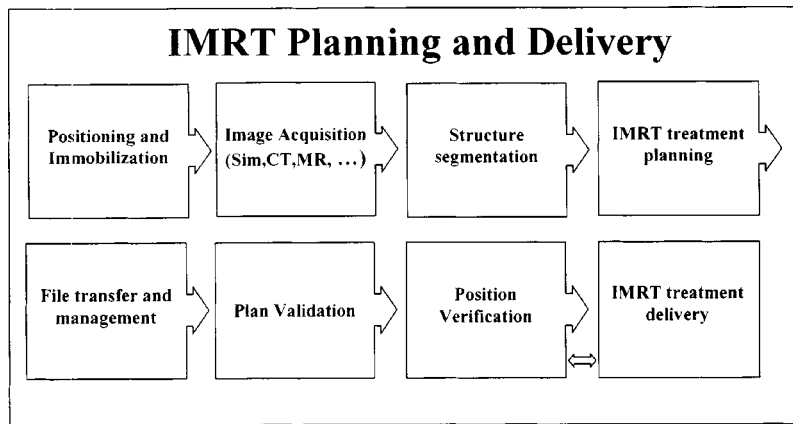 IMRT Planning and Delivery
Positioning and
Immobilization
Image Acquisition
(Sim,CT,MR, ...)
Structure
segmentation
IMRT treatment
planning
File transfer and
management
Plan Validation
Position
Verification
IMRT treatment
delivery